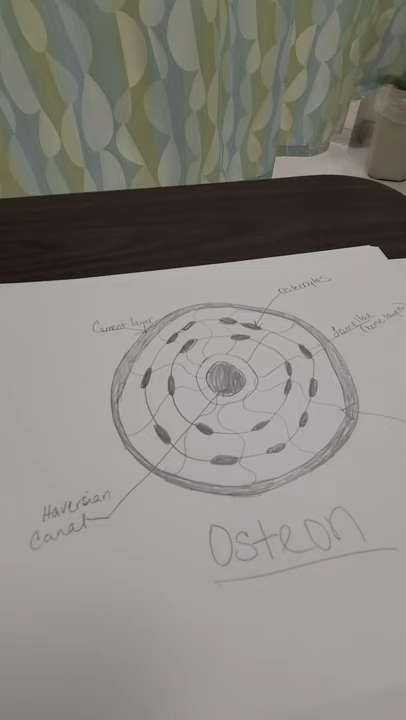 Osteocytes
Cement layer
Lamellae
(bone layers)
Haversian
Canal
Osteon